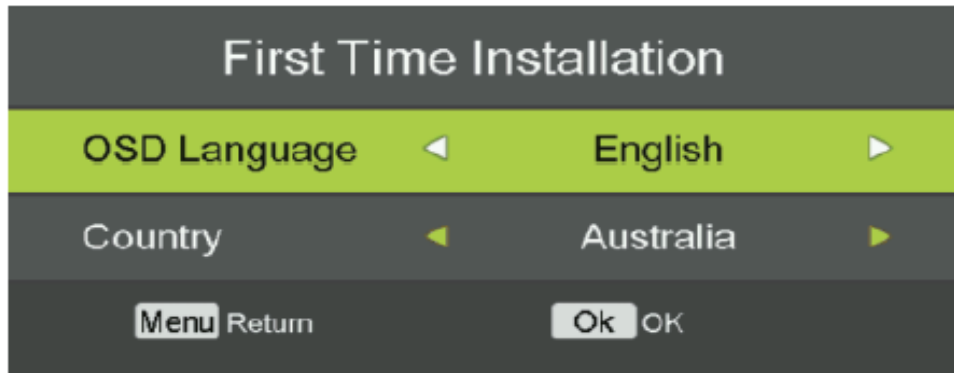 First Time Installation
OSD Language English
Country Australia
Menu Return Ok OK